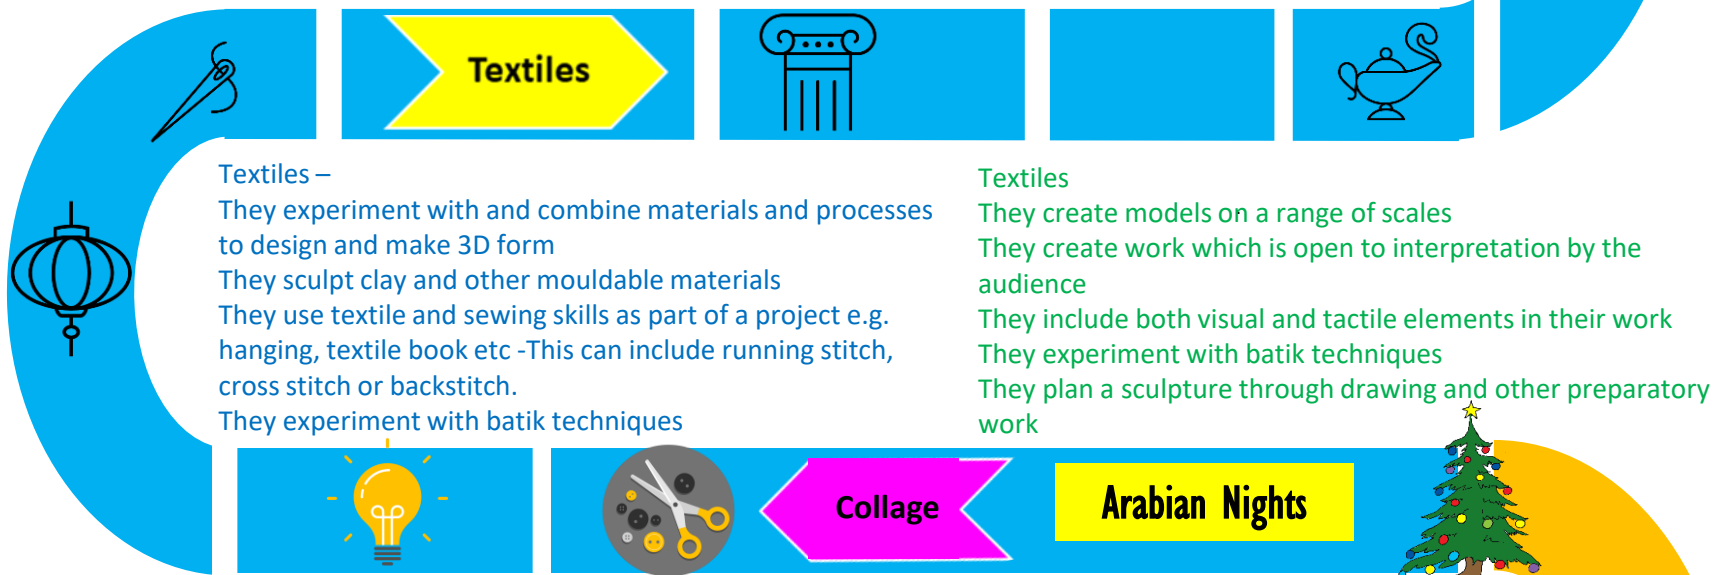 Textiles
Textiles –
They experiment with and combine materials and processes
to design and make 3D form
They sculpt clay and other mouldable materials
They use textile and sewing skills as part of a project e.g.
hanging, textile book etc -This can include running stitch,
cross stitch or backstitch.
They experiment with batik techniques
Textiles
They create models on a range of scales
They create work which is open to interpretation by the
audience
They include both visual and tactile elements in their work
They experiment with batik techniques
They plan a sculpture through drawing and other preparatory
work
Collage
Arabian Nights